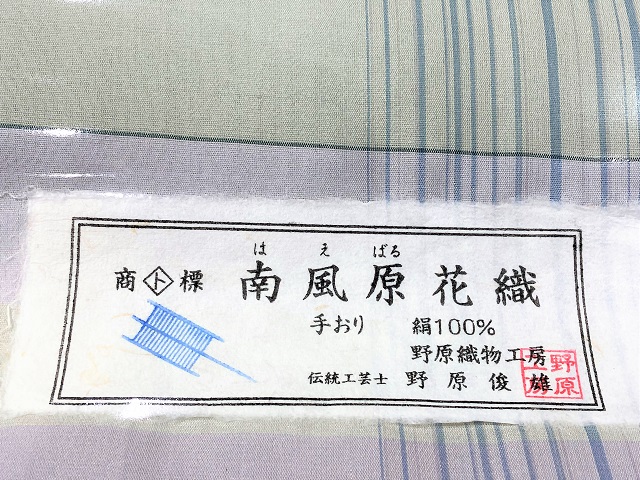 はえばる
商 ト 標 南風原花織
手おり 絹100%
野原織物工房
伝統工芸士 野原俊雄
野原